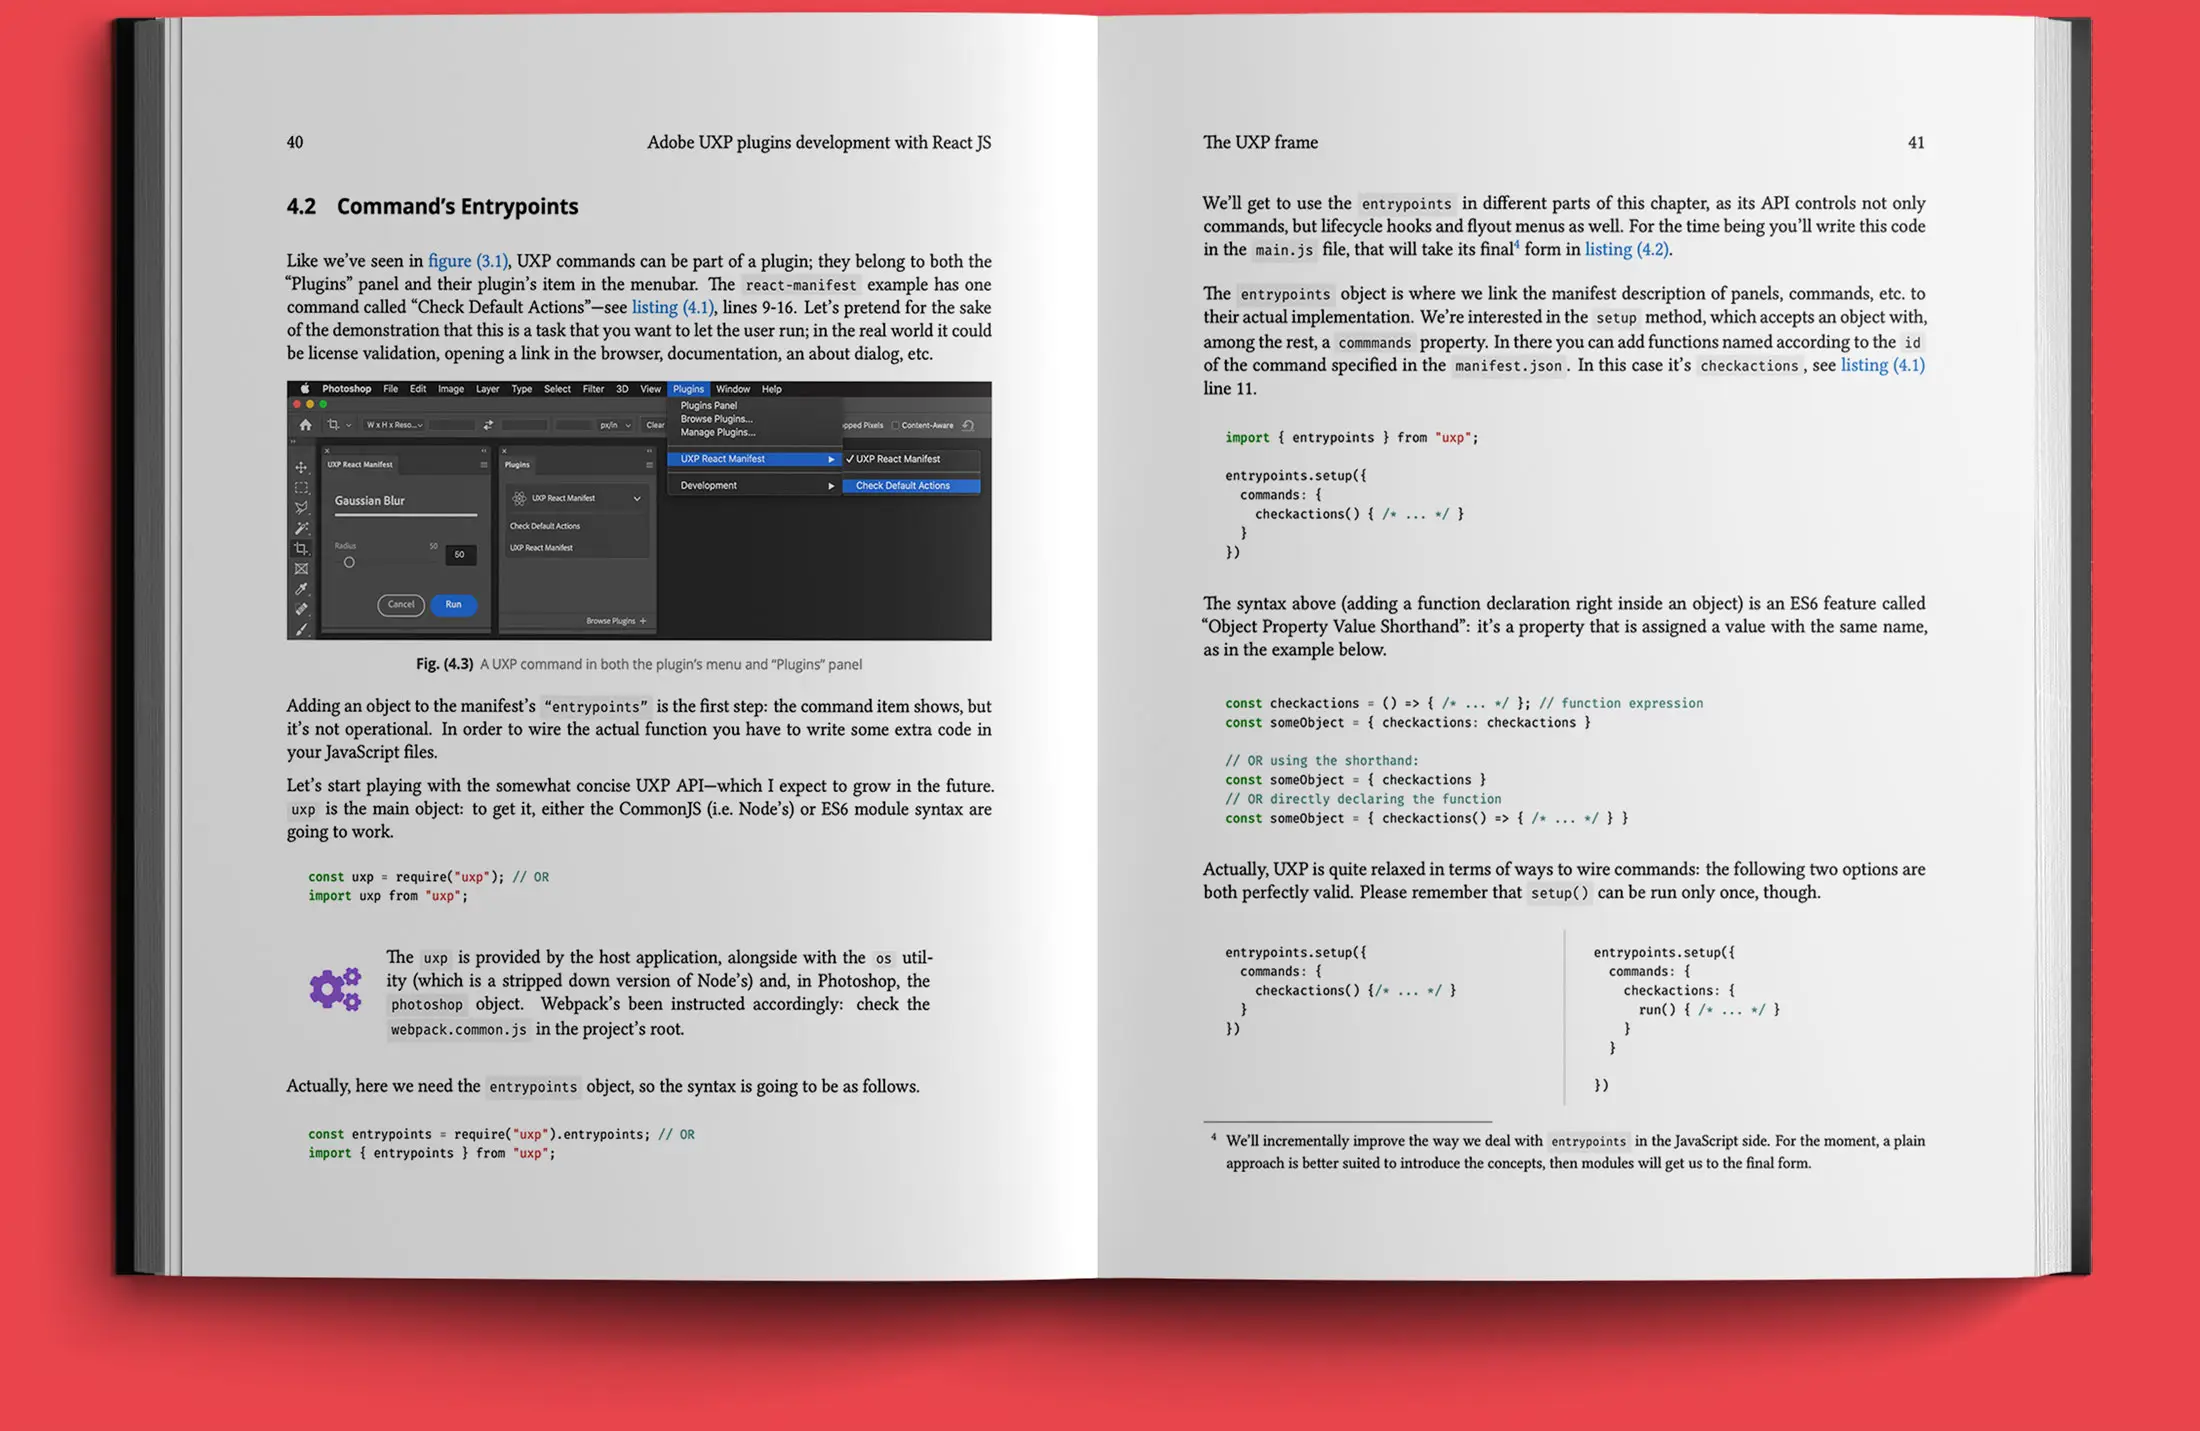 40 Adobe UXP plugins development with React JS
4.2 Command's Entrypoints
Like we've seen in figure (3.1), UXP commands can be part of a plugin; they belong to both the
“Plugins” panel and their plugin's item in the menubar. The react-manifest example has one
command called “Check Default Actions”—see listing (4.1), lines 9-16. Let's pretend for the sake
of the demonstration that this is a task that you want to let the user run; in the real world it could
be license validation, opening a link in the browser, documentation, an about dialog, etc.
Photoshop File Edit Image Layer Type Select Filter 3D View Plugins Window Help
Plugins Panel
Browse Plugins...
Manage Plugins...
W x H x Reso... px/in Clear pped Pixels Content-Aware
UXP React Manifest UXP React Manifest
Development Check Default Actions
UXP React Manifest
Gaussian Blur
Radius 50
50
Cancel Run
Plugins
UXP React Manifest
Check Default Actions
UXP React Manifest
Browse Plugins +
Fig. (4.3) A UXP command in both the plugin's menu and “Plugins” panel
Adding an object to the manifest's “entrypoints” is the first step: the command item shows, but
it's not operational. In order to wire the actual function you have to write some extra code in
your JavaScript files.
Let's start playing with the somewhat concise UXP API—which I expect to grow in the future.
uxp is the main object: to get it, either the CommonJS (i.e. Node's) or ES6 module syntax are
going to work.
const uxp = require("uxp"); // OR
import uxp from "uxp";
The uxp is provided by the host application, alongside with the os util-
ity (which is a stripped down version of Node's) and, in Photoshop, the
photoshop object. Webpack's been instructed accordingly: check the
webpack.common.js in the project's root.
Actually, here we need the entrypoints object, so the syntax is going to be as follows.
const entrypoints = require("uxp").entrypoints; // OR
import { entrypoints } from "uxp";
The UXP frame 41
We'll get to use the entrypoints in different parts of this chapter, as its API controls not only
commands, but lifecycle hooks and flyout menus as well. For the time being you'll write this code
in the main.js file, that will take its final4 form in listing (4.2).
The entrypoints object is where we link the manifest description of panels, commands, etc. to
their actual implementation. We're interested in the setup method, which accepts an object with,
among the rest, a commmands property. In there you can add functions named according to the id
of the command specified in the manifest.json. In this case it's checkactions, see listing (4.1)
line 11.
import { entrypoints } from "uxp";
entrypoints.setup({
commands: {
checkactions() { /* ... */ }
}
})
The syntax above (adding a function declaration right inside an object) is an ES6 feature called
“Object Property Value Shorthand”: it's a property that is assigned a value with the same name,
as in the example below.
const checkactions = () => { /* ... */ }; // function expression
const someObject = { checkactions: checkactions }
// OR using the shorthand:
const someObject = { checkactions }
// OR directly declaring the function
const someObject = { checkactions() => { /* ... */ } }
Actually, UXP is quite relaxed in terms of ways to wire commands: the following two options are
both perfectly valid. Please remember that setup() can be run only once, though.
entrypoints.setup({
commands: {
checkactions() {/* ... */ }
}
})
entrypoints.setup({
commands: {
checkactions: {
run() { /* ... */ }
}
}
})
4 We'll incrementally improve the way we deal with entrypoints in the JavaScript side. For the moment, a plain
approach is better suited to introduce the concepts, then modules will get us to the final form.